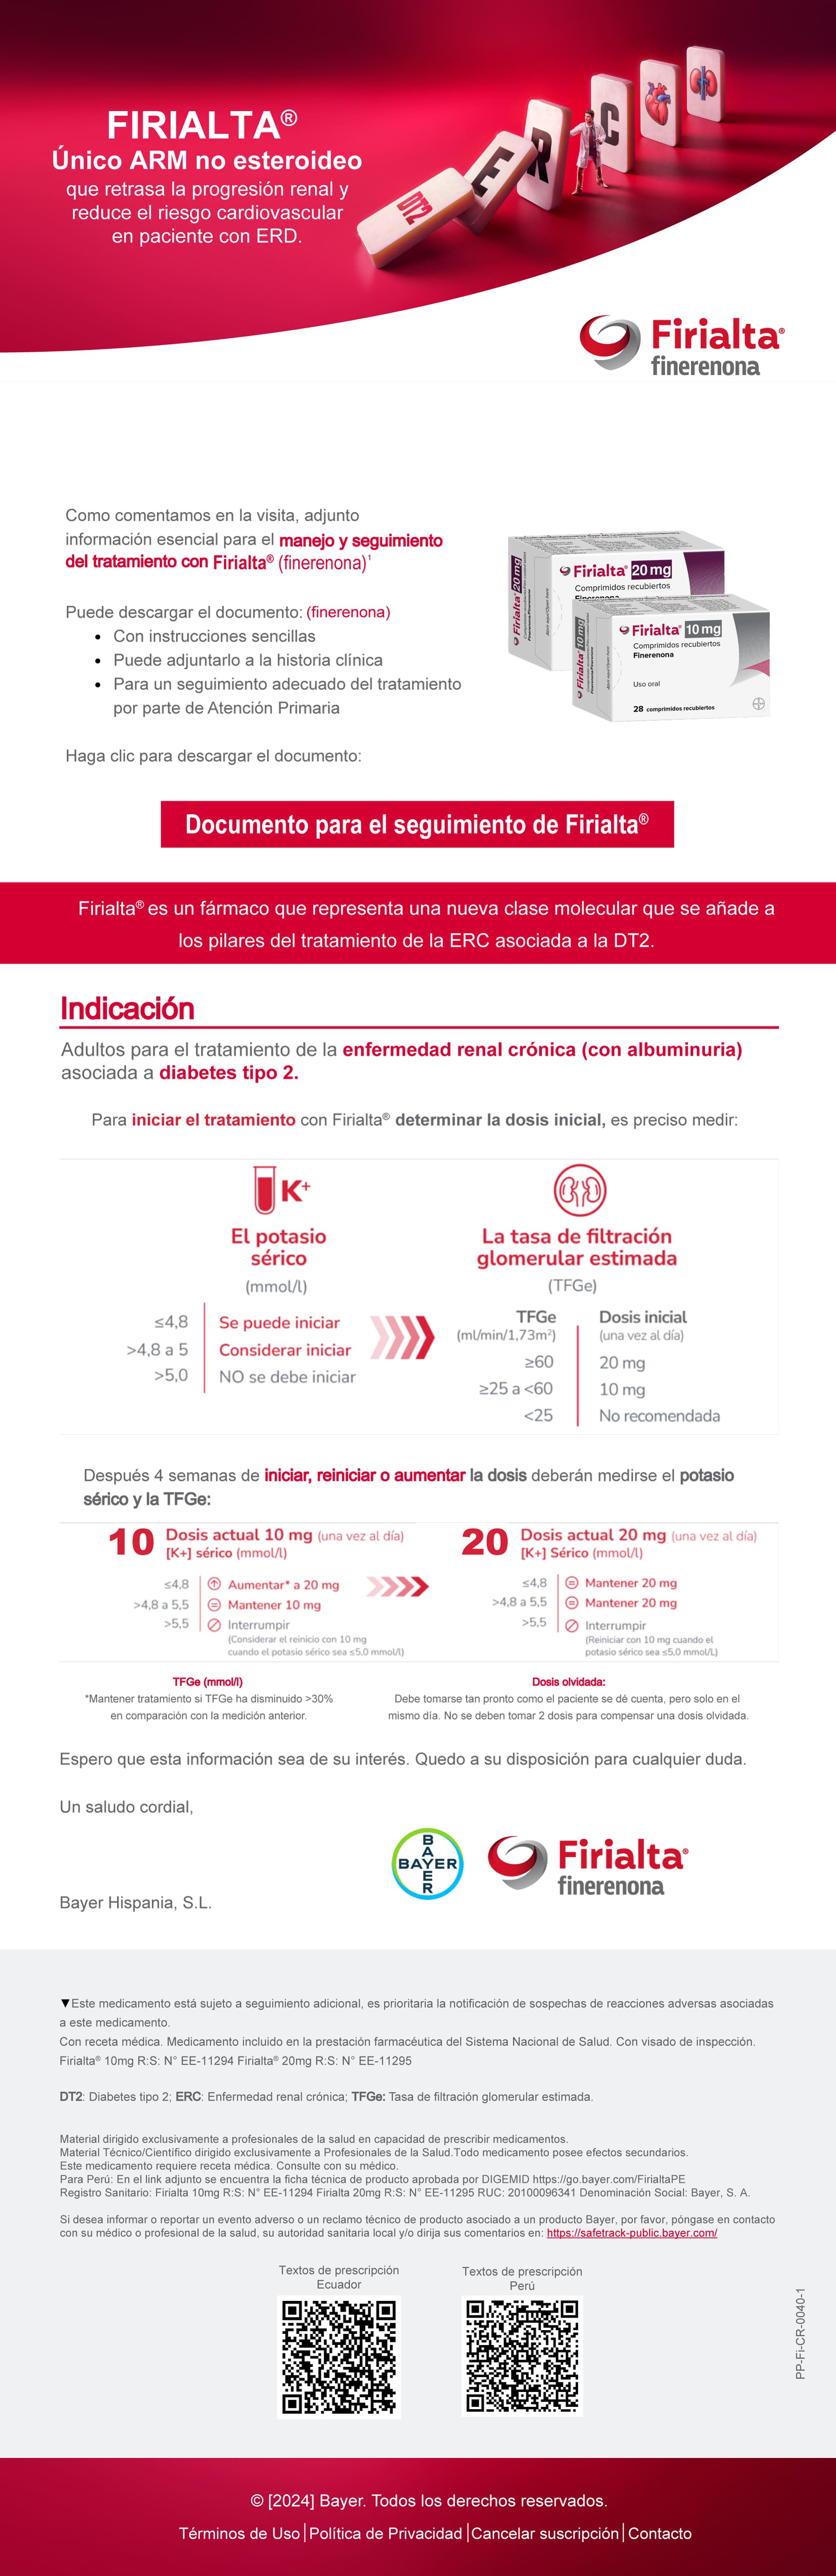 FIRIALTA®
Único ARM no esteroideo
que retrasa la progresión renal y
reduce el riesgo cardiovascular
en paciente con ERD.
DT2
E
R
C
Firialta®
finerenona
Como comentamos en la visita, adjunto
información esencial para el manejo y seguimiento
del tratamiento con Firialta® (finerenona)¹
Puede descargar el documento: (finerenona)
• Con instrucciones sencillas
• Puede adjuntarlo a la historia clínica
• Para un seguimiento adecuado del tratamiento
por parte de Atención Primaria
Haga clic para descargar el documento:
Firialta® 20 mg
Firialta® 20 mg
Comprimidos recubiertos
Finerenona
Firialta® 10 mg
Firialta® 10 mg
Comprimidos recubiertos
Finerenona
Uso oral
28 comprimidos recubiertos
Documento para el seguimiento de Firialta®
Firialta® es un fármaco que representa una nueva clase molecular que se añade a
los pilares del tratamiento de la ERC asociada a la DT2.
Indicación
Adultos para el tratamiento de la enfermedad renal crónica (con albuminuria)
asociada a diabetes tipo 2.
Para iniciar el tratamiento con Firialta® determinar la dosis inicial, es preciso medir:
K+
El potasio
sérico
(mmol/l)
≤4,8 Se puede iniciar
>4,8 a 5 Considerar iniciar
>5,0 NO se debe iniciar
La tasa de filtración
glomerular estimada
(TFGe)
TFGe Dosis inicial
(ml/min/1,73m²) (una vez al día)
≥60 20 mg
≥25 a <60 10 mg
<25 No recomendada
Después 4 semanas de iniciar, reiniciar o aumentar la dosis deberán medirse el potasio
sérico y la TFGe:
10 Dosis actual 10 mg (una vez al día)
[K+] sérico (mmol/l)
≤4,8 Aumentar* a 20 mg
>4,8 a 5,5 Mantener 10 mg
>5,5 Interrumpir
(Considerar el reinicio con 10 mg
cuando el potasio sérico sea ≤5,0 mmol/l)
20 Dosis actual 20 mg (una vez al día)
[K+] Sérico (mmol/l)
≤4,8 Mantener 20 mg
>4,8 a 5,5 Mantener 20 mg
>5,5 Interrumpir
(Reiniciar con 10 mg cuando el
potasio sérico sea ≤5,0 mmol/L)
TFGe (mmol/l)
*Mantener tratamiento si TFGe ha disminuido >30%
en comparación con la medición anterior.
Dosis olvidada:
Debe tomarse tan pronto como el paciente se dé cuenta, pero solo en el
mismo día. No se deben tomar 2 dosis para compensar una dosis olvidada.
Espero que esta información sea de su interés. Quedo a su disposición para cualquier duda.
Un saludo cordial,
BAYER
BAYER
Firialta®
finerenona
Bayer Hispania, S.L.
▼Este medicamento está sujeto a seguimiento adicional, es prioritaria la notificación de sospechas de reacciones adversas asociadas
a este medicamento.
Con receta médica. Medicamento incluido en la prestación farmacéutica del Sistema Nacional de Salud. Con visado de inspección.
Firialta® 10mg R:S: N° EE-11294 Firialta® 20mg R:S: N° EE-11295
DT2: Diabetes tipo 2; ERC: Enfermedad renal crónica; TFGe: Tasa de filtración glomerular estimada.
Material dirigido exclusivamente a profesionales de la salud en capacidad de prescribir medicamentos.
Material Técnico/Científico dirigido exclusivamente a Profesionales de la Salud.Todo medicamento posee efectos secundarios.
Este medicamento requiere receta médica. Consulte con su médico.
Para Perú: En el link adjunto se encuentra la ficha técnica de producto aprobada por DIGEMID https://go.bayer.com/FirialtaPE
Registro Sanitario: Firialta 10mg R:S: N° EE-11294 Firialta 20mg R:S: N° EE-11295 RUC: 20100096341 Denominación Social: Bayer, S. A.
Si desea informar o reportar un evento adverso o un reclamo técnico de producto asociado a un producto Bayer, por favor, póngase en contacto
con su médico o profesional de la salud, su autoridad sanitaria local y/o dirija sus comentarios en: https://safetrack-public.bayer.com/
Textos de prescripción
Ecuador
Textos de prescripción
Perú
PP-Fi-CR-0040-1
© [2024] Bayer. Todos los derechos reservados.
Términos de Uso | Política de Privacidad | Cancelar suscripción | Contacto